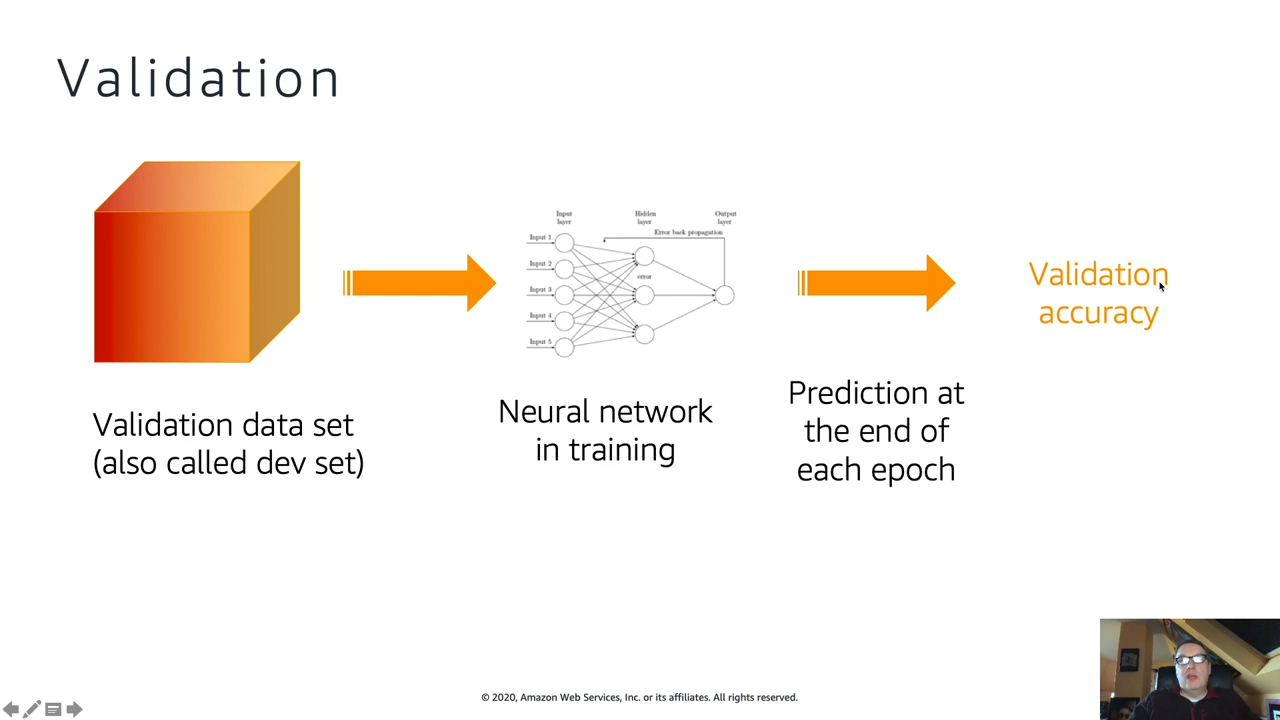 Validation
Input
layer
Hidden
layer
Output
layer
Error back propagation
Input 1
Input 2
error
Input 3
Input 4
Input 5
Validation
accuracy
Validation data set
(also called dev set)
Neural network
in training
Prediction at
the end of
each epoch
© 2020, Amazon Web Services, Inc. or its affiliates. All rights reserved.